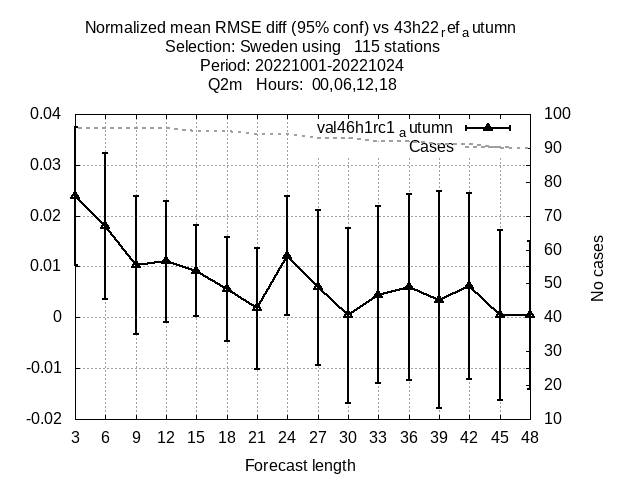 Normalized mean RMSE diff (95% conf) vs 43h22refautumn
Selection: Sweden using 115 stations
Period: 20221001-20221024
Q2m Hours: 00,06,12,18
val46h1rc1autumn
Cases
0.04
0.03
0.02
0.01
0
-0.01
-0.02
100
90
80
70
60
50
40
30
20
10
No cases
3 6 9 12 15 18 21 24 27 30 33 36 39 42 45 48
Forecast length